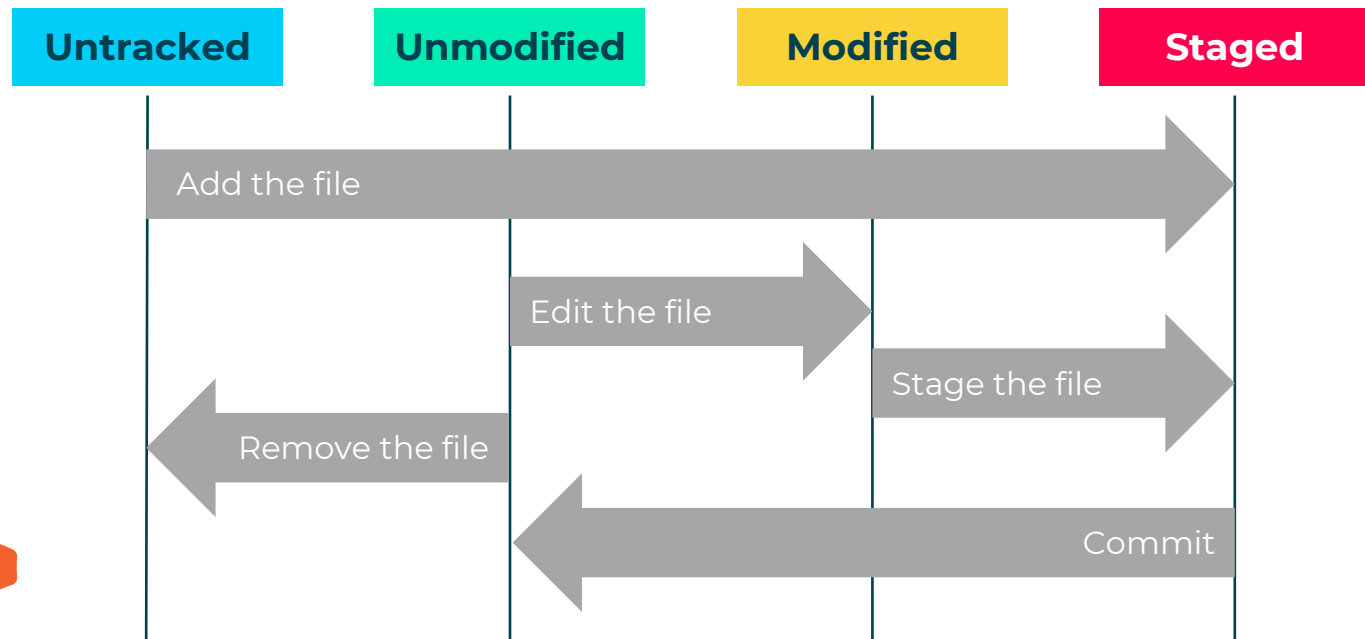 Untracked
Unmodified
Modified
Staged
Add the file
Edit the file
Stage the file
Remove the file
Commit